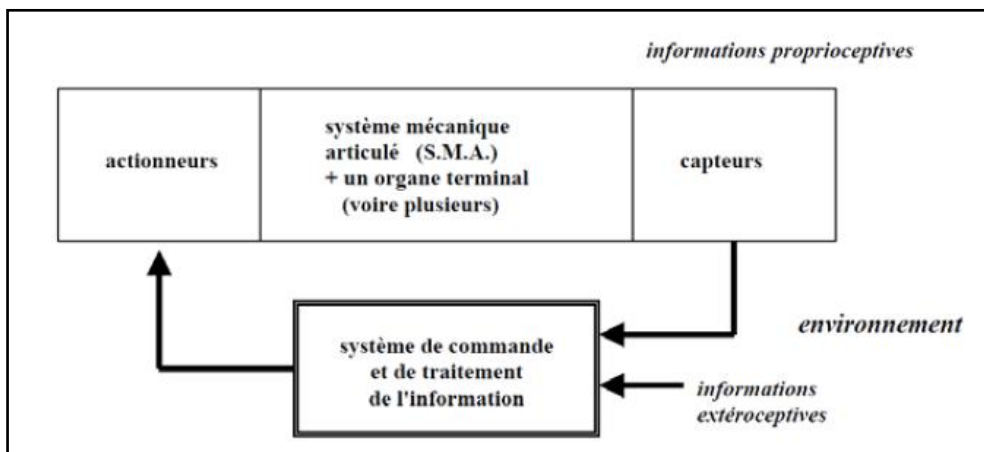 informations proprioceptives
actionneurs
système mécanique
articulé (S.M.A.)
+ un organe terminal
(voire plusieurs)
capteurs
environnement
système de commande
et de traitement
de l'information
informations
extéroceptives